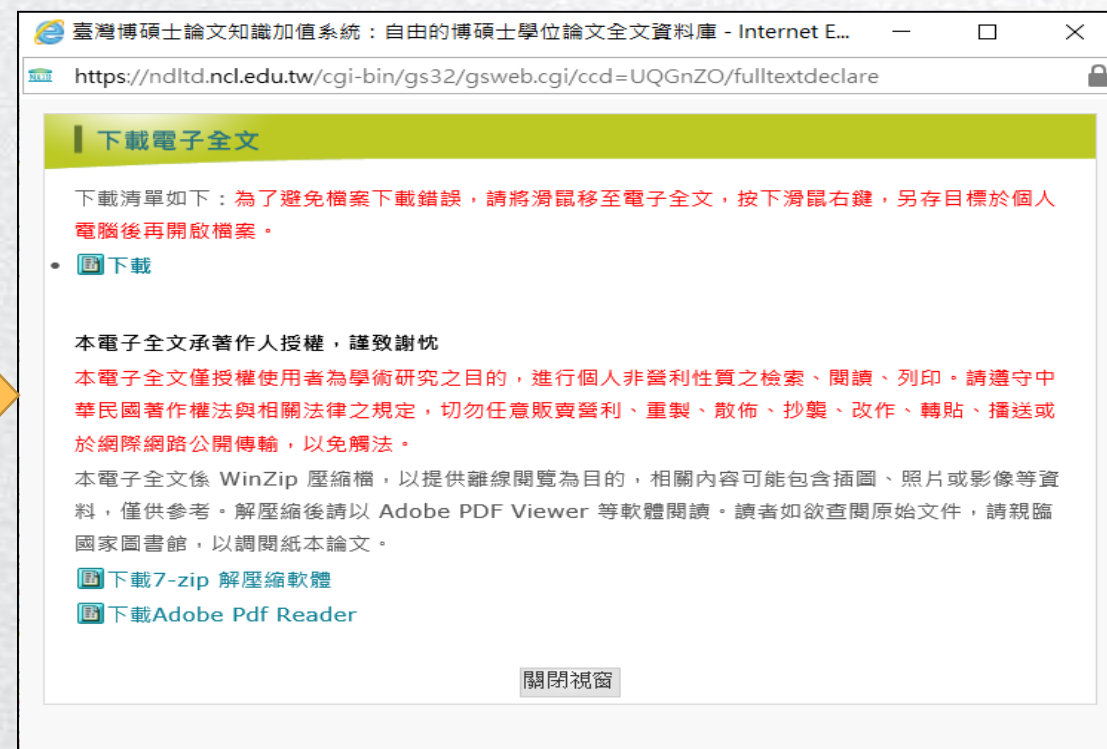 臺灣博碩士論文知識加值系統：自由的博碩士學位論文全文資料庫 - Internet E...
https://ndltd.ncl.edu.tw/cgi-bin/gs32/gsweb.cgi/ccd=UQGnZO/fulltextdeclare
下載電子全文
下載清單如下：為了避免檔案下載錯誤，請將滑鼠移至電子全文，按下滑鼠右鍵，另存目標於個人
電腦後再開啟檔案。
• 下載
本電子全文承著作人授權，謹致謝忱
本電子全文僅授權使用者為學術研究之目的，進行個人非營利性質之檢索、閱讀、列印。請遵守中
華民國著作權法與相關法律之規定，切勿任意販賣營利、重製、散佈、抄襲、改作、轉貼、播送或
於網際網路公開傳輸，以免觸法。
本電子全文係 WinZip 壓縮檔，以提供離線閱覽為目的，相關內容可能包含插圖、照片或影像等資
料，僅供參考。解壓縮後請以 Adobe PDF Viewer 等軟體閱讀。讀者如欲查閱原始文件，請親臨
國家圖書館，以調閱紙本論文。
下載7-zip 解壓縮軟體
下載Adobe Pdf Reader
關閉視窗